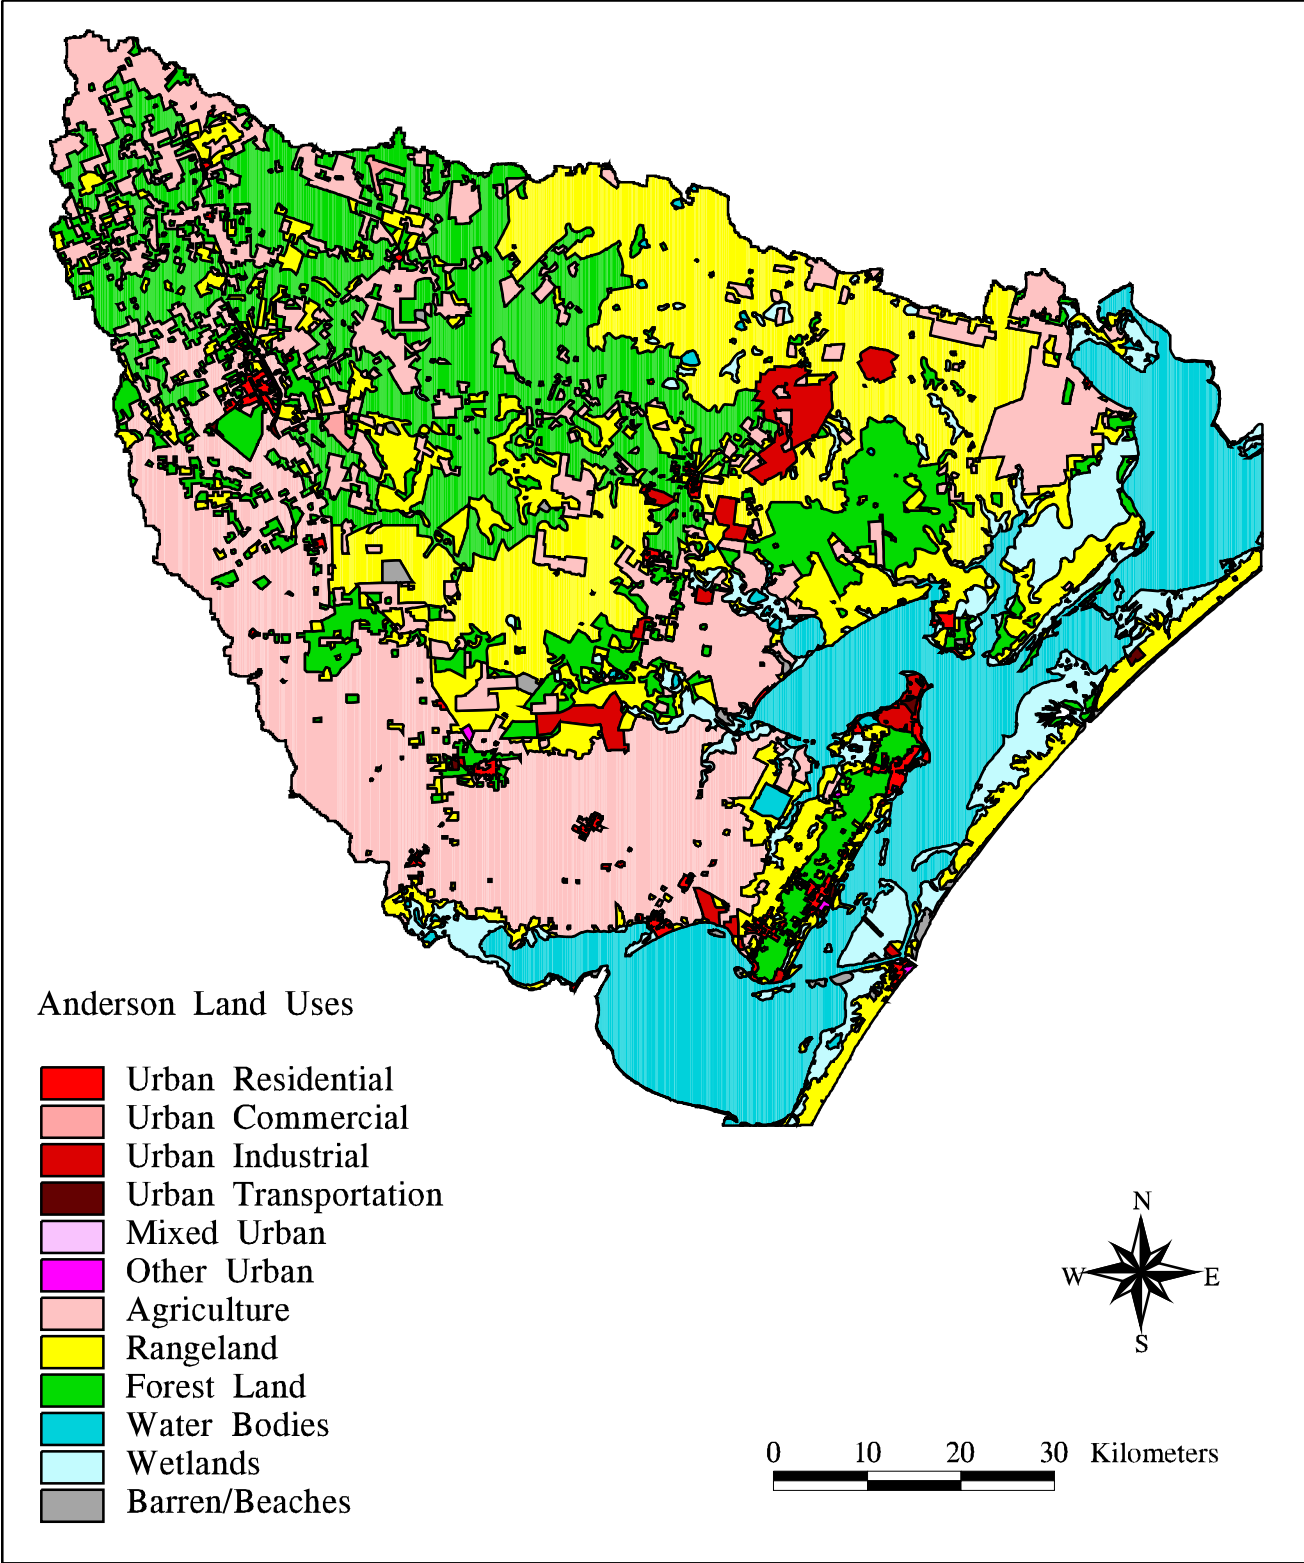 Anderson Land Uses
Urban Residential
Urban Commercial
Urban Industrial
Urban Transportation
Mixed Urban
Other Urban
Agriculture
Rangeland
Forest Land
Water Bodies
Wetlands
Barren/Beaches
N
W E
S
0 10 20 30 Kilometers